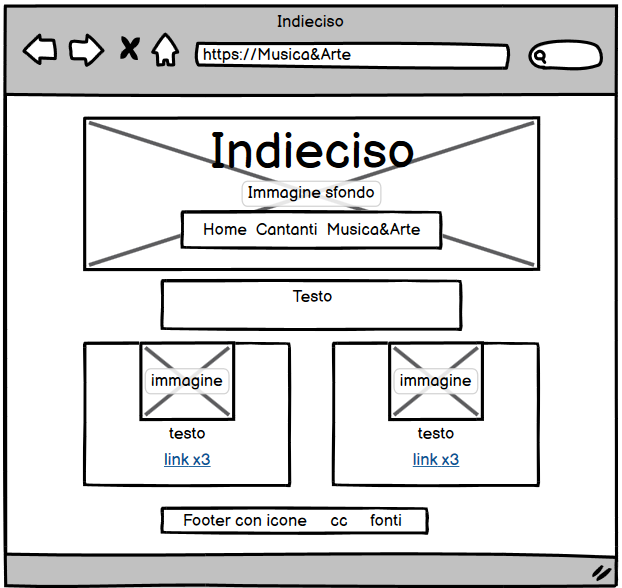 Indieciso
https://Musica&Arte
Indieciso
Immagine sfondo
Home Cantanti Musica&Arte
Testo
immagine
testo
link x3
immagine
testo
link x3
Footer con icone cc fonti